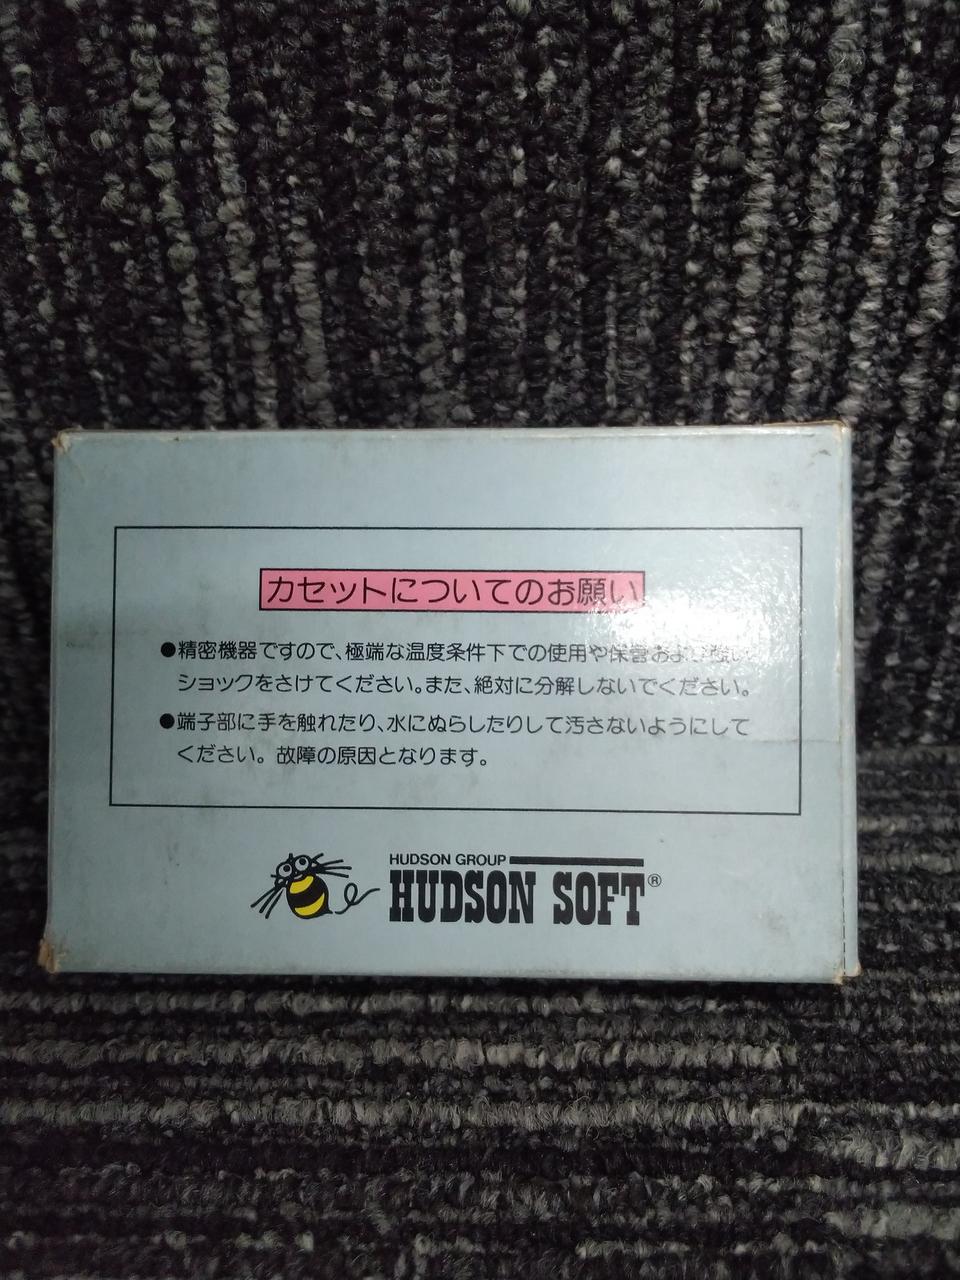 カセットについてのお願い
●精密機器ですので、極端な温度条件下での使用や保管および強い
ショックをさけてください。また、絶対に分解しないでください。
●端子部に手を触れたり、水にぬらしたりして汚さないようにして
ください。故障の原因となります。
HUDSON GROUP
HUDSON SOFT®